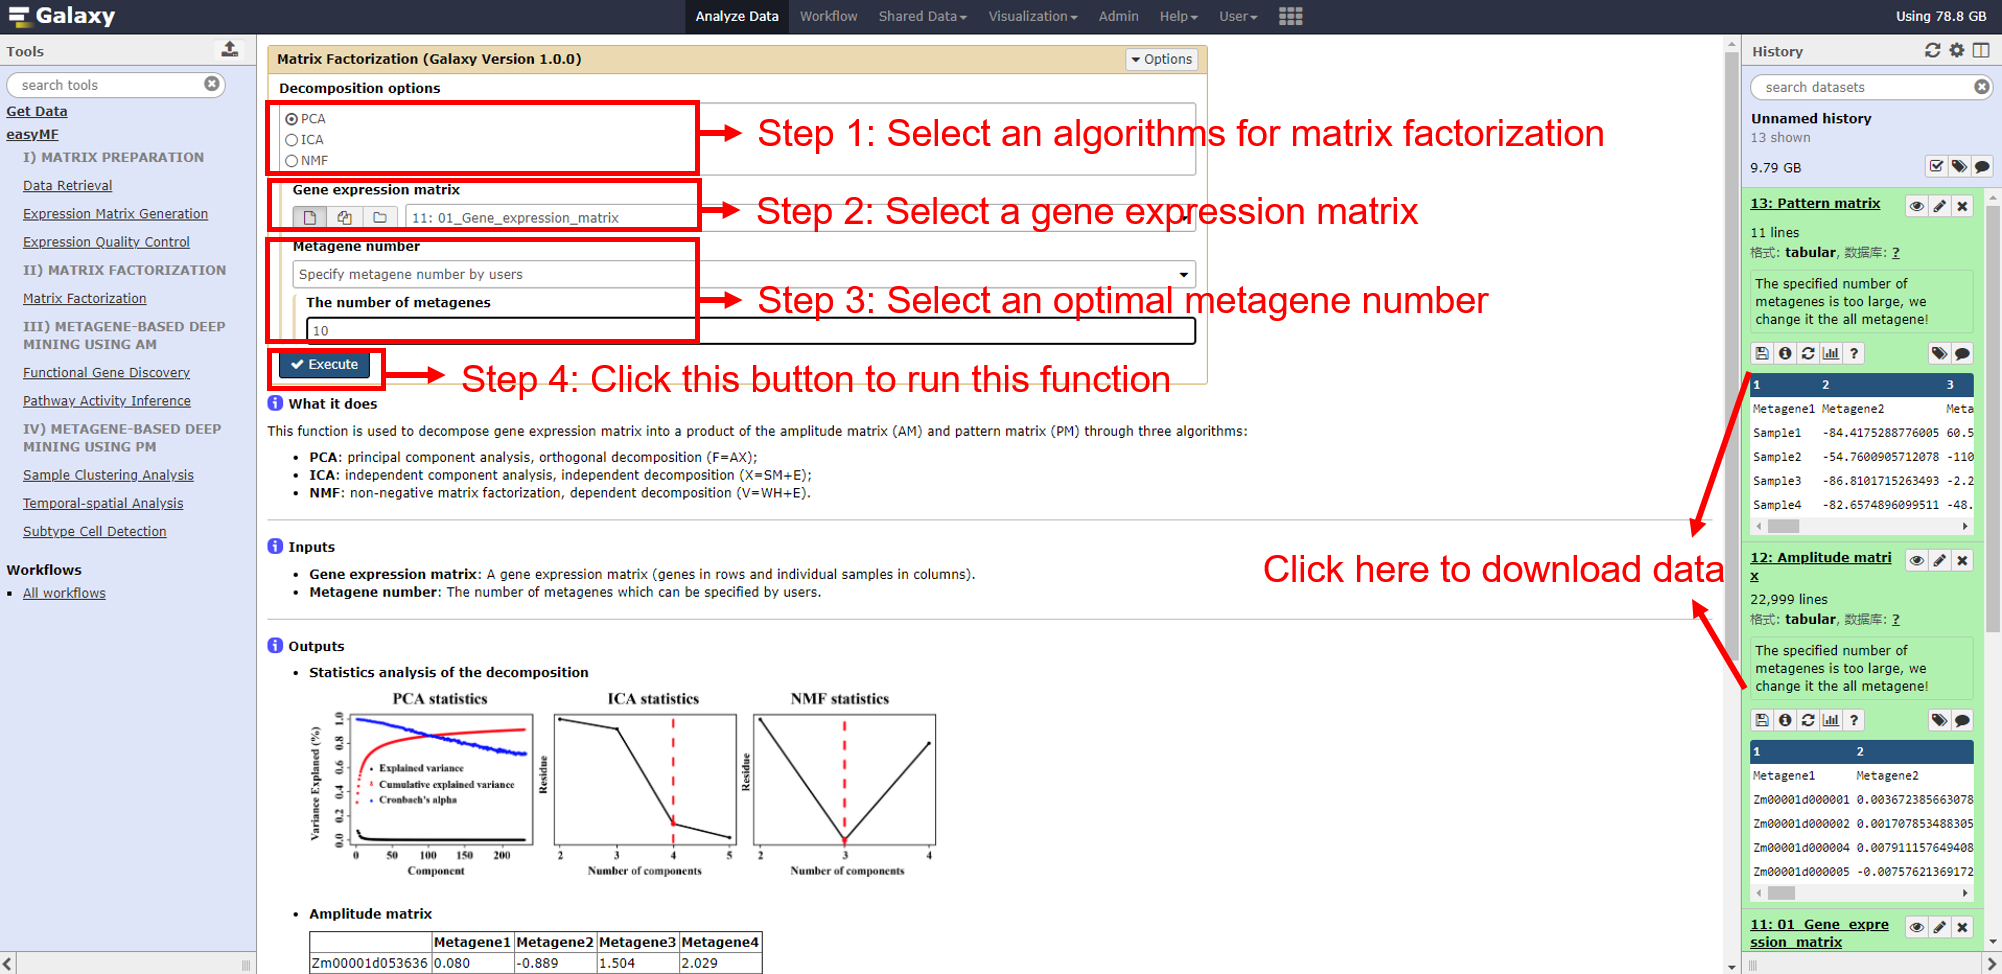 Galaxy
Analyze Data Workflow Shared Data Visualization Admin Help User
Using 78.8 GB
Tools
search tools
Get Data
easyMF
I) MATRIX PREPARATION
Data Retrieval
Expression Matrix Generation
Expression Quality Control
II) MATRIX FACTORIZATION
Matrix Factorization
III) METAGENE-BASED DEEP
MINING USING AM
Functional Gene Discovery
Pathway Activity Inference
IV) METAGENE-BASED DEEP
MINING USING PM
Sample Clustering Analysis
Temporal-spatial Analysis
Subtype Cell Detection
Workflows
All workflows
Matrix Factorization (Galaxy Version 1.0.0)
Options
Decomposition options
PCA
ICA
NMF
Step 1: Select an algorithms for matrix factorization
Gene expression matrix
11: 01_Gene_expression_matrix
Step 2: Select a gene expression matrix
Metagene number
Specify metagene number by users
The number of metagenes
10
Step 3: Select an optimal metagene number
Execute
Step 4: Click this button to run this function
What it does
This function is used to decompose gene expression matrix into a product of the amplitude matrix (AM) and pattern matrix (PM) through three algorithms:
• PCA: principal component analysis, orthogonal decomposition (F=AX);
• ICA: independent component analysis, independent decomposition (X=SM+E);
• NMF: non-negative matrix factorization, dependent decomposition (V=WH+E).
Inputs
• Gene expression matrix: A gene expression matrix (genes in rows and individual samples in columns).
• Metagene number: The number of metagenes which can be specified by users.
Click here to download data
Outputs
• Statistics analysis of the decomposition
PCA statistics
Variance Explaned (%)
0.0 0.2 0.4 0.6 0.8 1.0
Explained variance
Cumulative explained variance
Cronbach's alpha
0 50 100 150 200
Component
ICA statistics
Residue
2 3 4 5
Number of components
NMF statistics
Residue
2 3 4
Number of components
• Amplitude matrix
Metagene1 Metagene2 Metagene3 Metagene4
Zm00001d053636 0.080 -0.889 1.504 2.029
History
search datasets
Unnamed history
13 shown
9.79 GB
13: Pattern matrix
11 lines
格式: tabular, 数据库: ?
The specified number of
metagenes is too large, we
change it the all metagene!
?
1 2 3
Metagene1 Metagene2 Meta
Sample1 -84.4175288776005 60.5
Sample2 -54.7600905712078 -110
Sample3 -86.8101715263493 -2.2
Sample4 -82.6574896099511 -48.
12: Amplitude matri
x
22,999 lines
格式: tabular, 数据库: ?
The specified number of
metagenes is too large, we
change it the all metagene!
?
1 2
Metagene1 Metagene2
Zm00001d000001 0.003672385663078
Zm00001d000002 0.001707853488305
Zm00001d000004 0.007911157649408
Zm00001d000005 -0.00757621369172
11: 01_Gene_expre
ssion_matrix